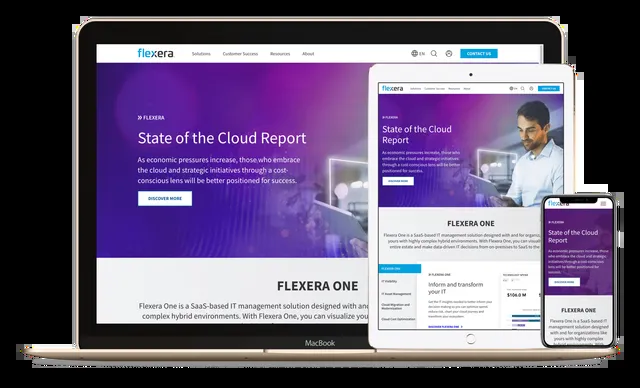 flexera
Solutions Customer Success Resources About
EN
CONTACT US
FLEXERA
State of the Cloud Report
As economic pressures increase, those who embrace
the cloud and strategic initiatives through a cost-
conscious lens will be better positioned for success.
DISCOVER MORE
FLEXERA ONE
Flexera One is a SaaS-based IT management solution designed with and
complex hybrid environments. With Flexera One, you can visualize you
MacBook
flexera
Solutions Customer Success Resources About
EN
CONTACT US
FLEXERA
State of the Cloud
Report
As economic pressures increase, those who embrace
the cloud and strategic initiatives through a
cost-conscious lens will be better
positioned for success.
DISCOVER MORE
FLEXERA ONE
Flexera One is a SaaS-based IT management solution designed with and for organiz
yours with highly complex hybrid environments. With Flexera One, you can visual
entire estate and make data-driven IT decisions from on-premises to SaaS to the
FLEXERA ONE
IT Visibility
IT Asset Management
Cloud Migration and
Modernization
Cloud Cost Optimization
FLEXERA ONE
Inform and transform
your IT
$106.0 M
flexera
FLEXERA
State of the Cloud
Report
As economic pressures increase, those
who embrace the cloud and strategic
initiatives through a cost-conscious
lens will be better positioned for
success.
DISCOVER MORE
FLEXERA ONE
Flexera One is a SaaS-based IT
management solution designed
with and for organizations like
yours with highly complex